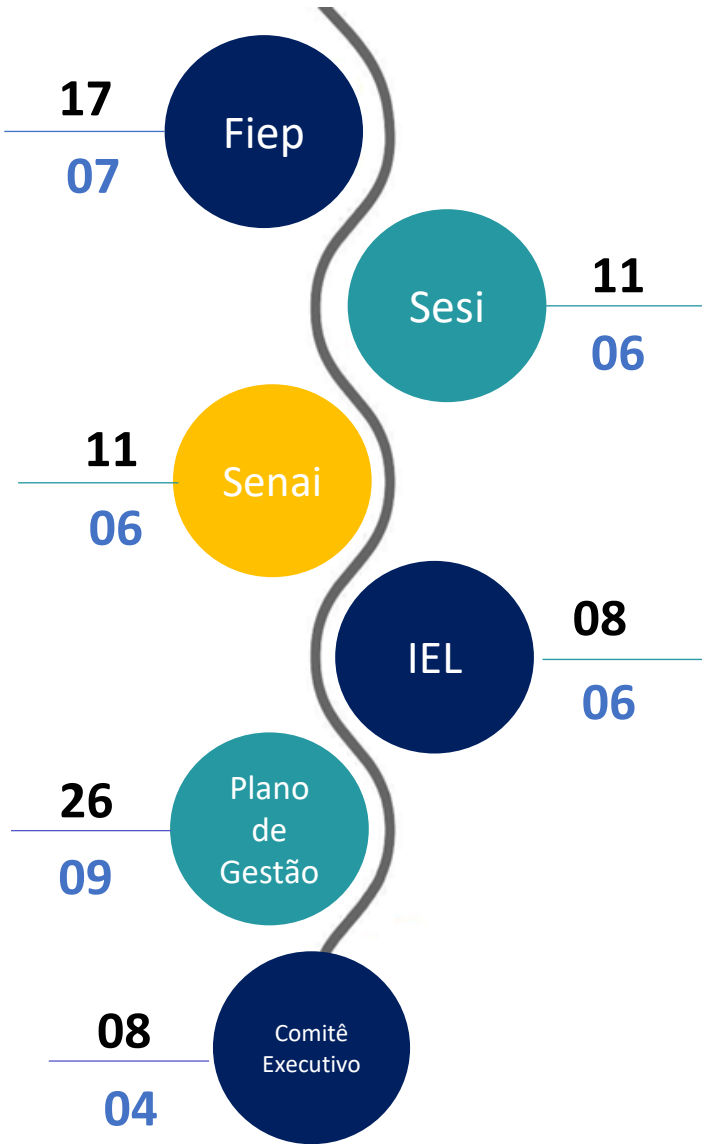 17
Fiep
07
Sesi
11
06
11
Senai
06
08
IEL
06
26
Plano
de
Gestão
09
08
Comitê
Executivo
04